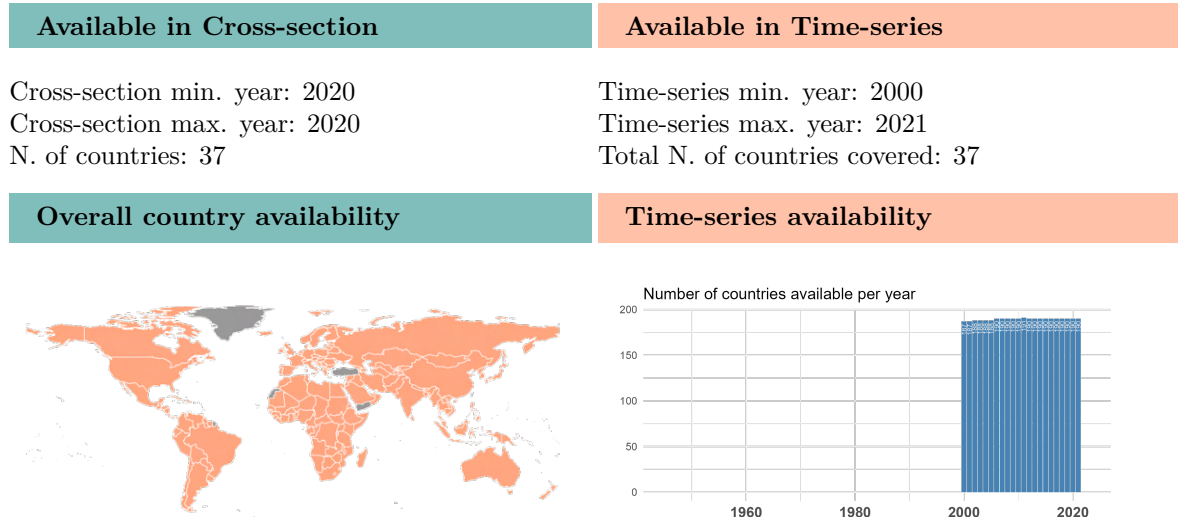 Available in Cross-section
Available in Time-series
Cross-section min. year: 2020
Cross-section max. year: 2020
N. of countries: 37
Time-series min. year: 2000
Time-series max. year: 2021
Total N. of countries covered: 37
Overall country availability
Time-series availability
Number of countries available per year
200
150
100
50
0
1960
1980
2000
2020